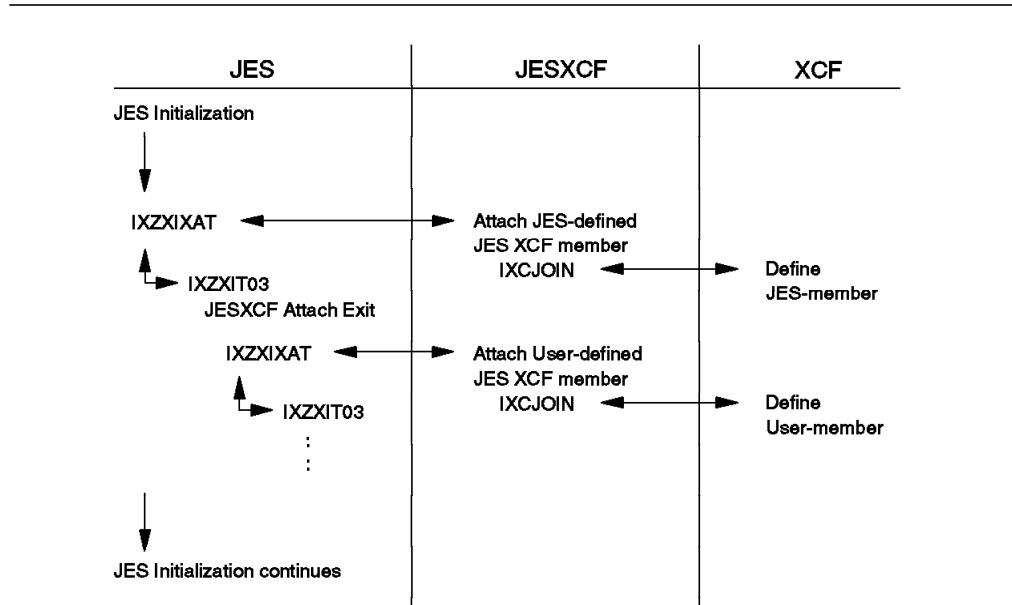 JES
JESXCF
XCF
JES Initialization
IXZXIXAT
Attach JES-defined
JES XCF member
IXCJOIN
Define
JES-member
IXZXIT03
JESXCF Attach Exit
IXZXIXAT
Attach User-defined
JES XCF member
IXCJOIN
Define
User-member
IXZXIT03
JES Initialization continues